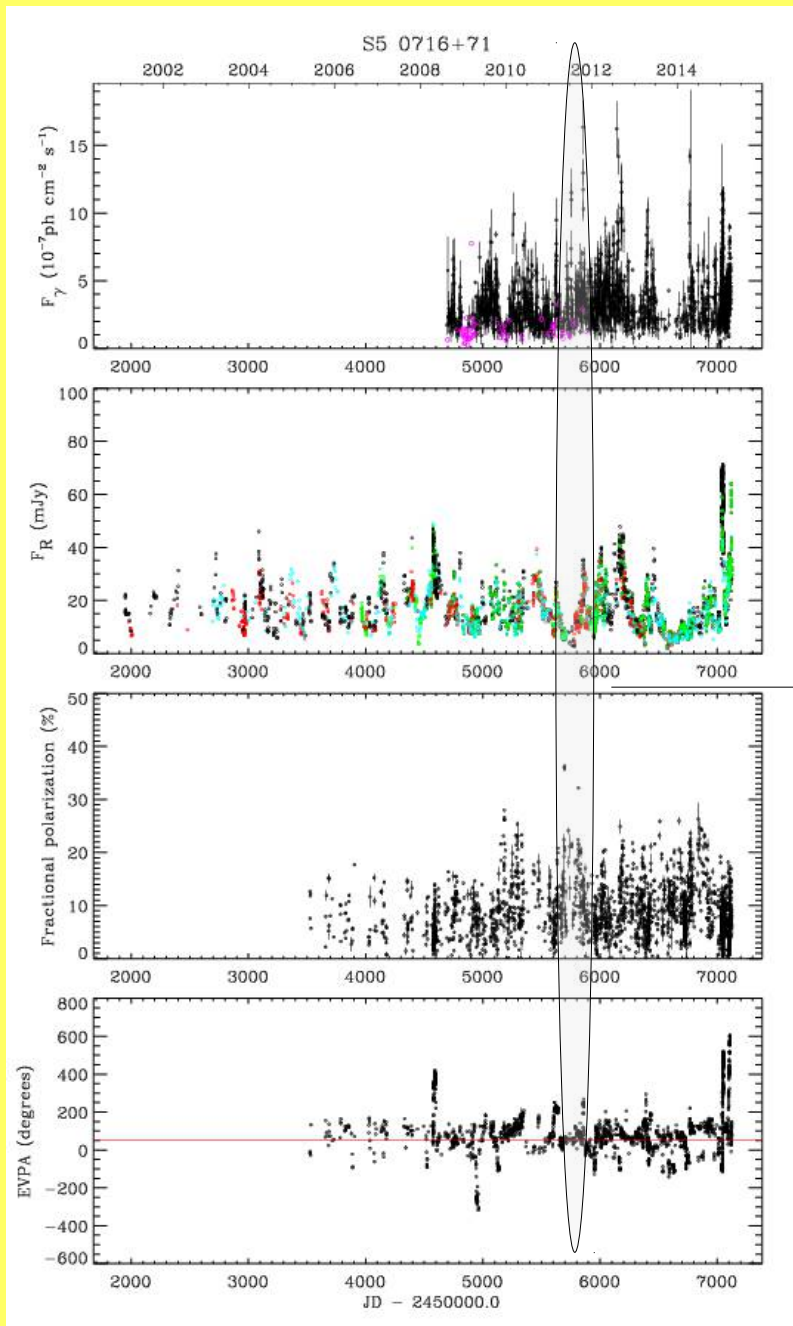 S5 0716+71
2002 2004 2006 2008 2010 2012 2014
15
10
5
0
F_γ (10⁻⁷ph cm⁻² s⁻¹)
2000 3000 4000 5000 6000 7000
100
80
60
40
20
0
F_R (mJy)
2000 3000 4000 5000 6000 7000
50
40
30
20
10
0
Fractional polarization (%)
2000 3000 4000 5000 6000 7000
800
600
400
200
0
−200
−400
−600
EVPA (degrees)
2000 3000 4000 5000 6000 7000
JD − 2450000.0